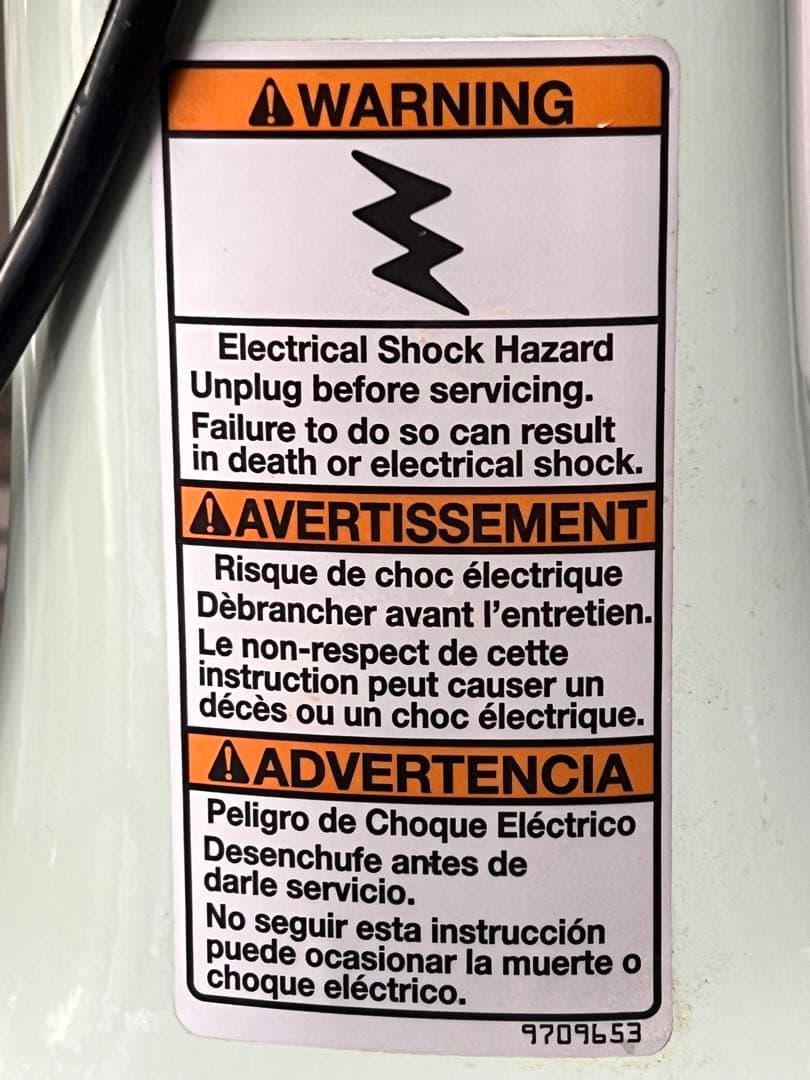 WARNING
Electrical Shock Hazard
Unplug before servicing.
Failure to do so can result
in death or electrical shock.
AVERTISSEMENT
Risque de choc électrique
Dèbrancher avant l'entretien.
Le non-respect de cette
instruction peut causer un
décès ou un choc électrique.
ADVERTENCIA
Peligro de Choque Eléctrico
Desenchufe antes de
darle servicio.
No seguir esta instrucción
puede ocasionar la muerte o
choque eléctrico.
9709653